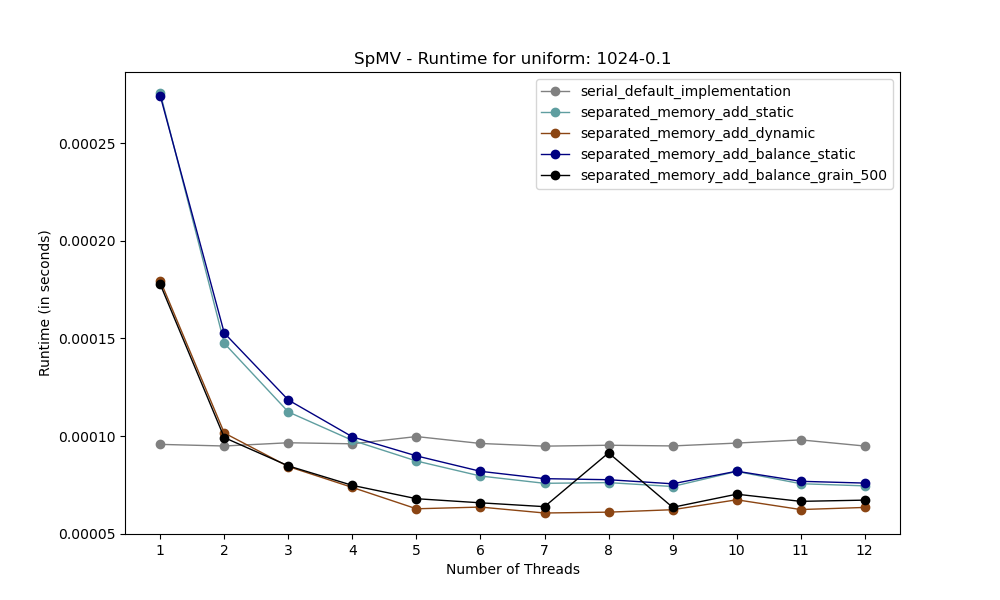 SpMV - Runtime for uniform: 1024-0.1
serial_default_implementation
separated_memory_add_static
separated_memory_add_dynamic
separated_memory_add_balance_static
separated_memory_add_balance_grain_500
Runtime (in seconds)
0.00025
0.00020
0.00015
0.00010
0.00005
1 2 3 4 5 6 7 8 9 10 11 12
Number of Threads